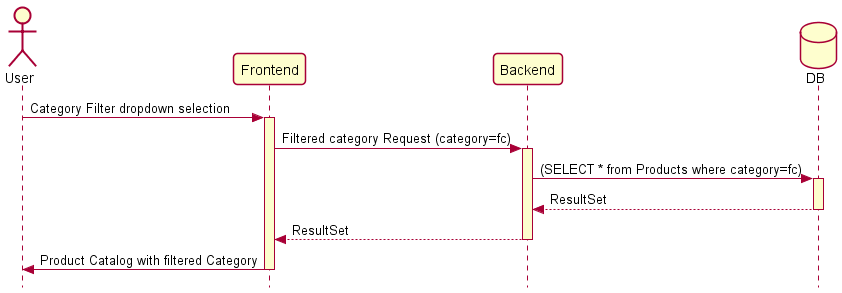 User
Frontend
Backend
DB
Category Filter dropdown selection
Filtered category Request (category=fc)
(SELECT * from Products where category=fc)
ResultSet
ResultSet
Product Catalog with filtered Category